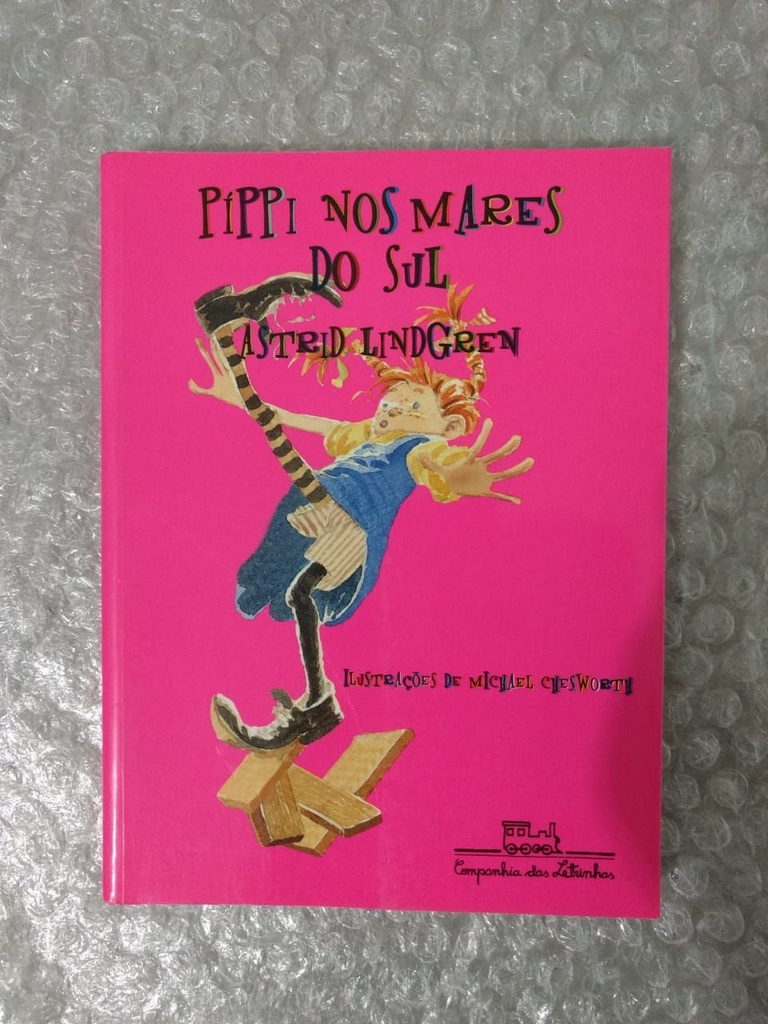 PÍPPI NOS MARES
DO SUL
ASTRID LINDGREN
ILUSTRAÇÕES DE MICHAEL CHESWORTH
Companhia das Letrinhas